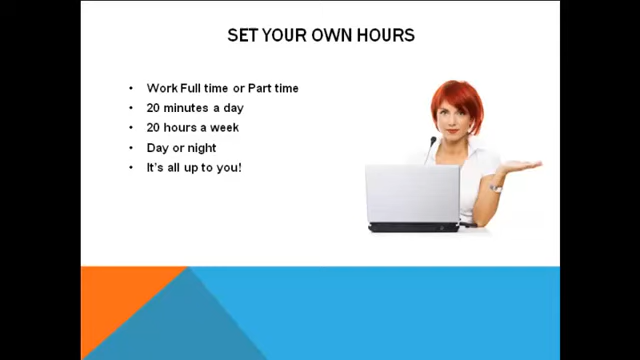 SET YOUR OWN HOURS
• Work Full time or Part time
• 20 minutes a day
• 20 hours a week
• Day or night
• It's all up to you!